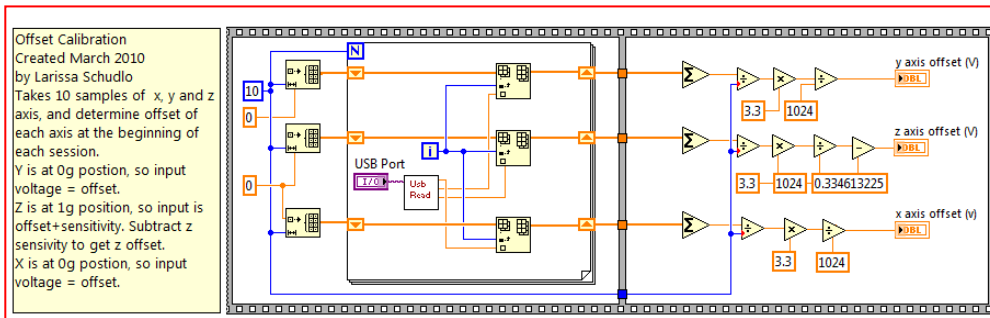 Offset Calibration
Created March 2010
by Larissa Schudlo
Takes 10 samples of x, y and z
axis, and determine offset of
each axis at the beginning of
each session.
Y is at 0g position, so input
voltage = offset.
Z is at 1g position, so input is
offset+sensitivity. Subtract z
sensivity to get z offset.
X is at 0g postion, so input
voltage = offset.
N
10
0
0
i
USB Port
I/O
Usb
Read
y axis offset (V)
DBL
3.3
1024
z axis offset (V)
DBL
3.3
1024
0.334613225
x axis offset (v)
DBL
3.3
1024